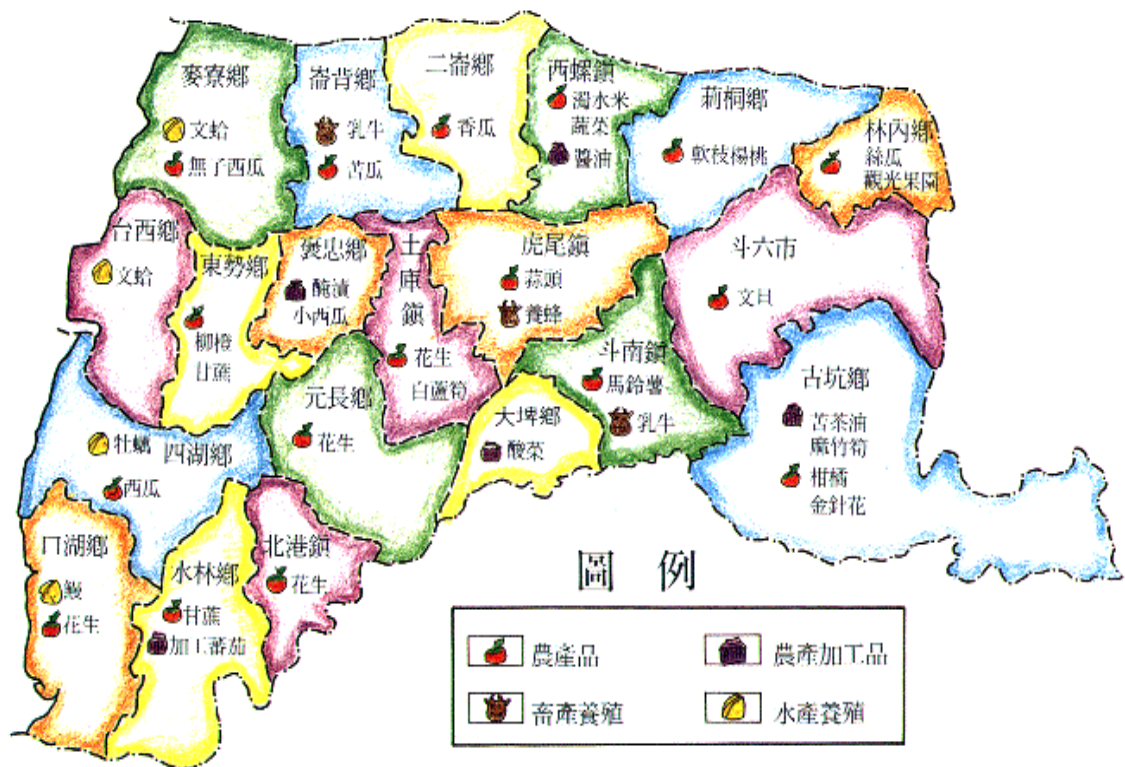 麥寮鄉
文蛤
無子西瓜
崙背鄉
乳牛
苦瓜
二崙鄉
香瓜
西螺鎮
濁水米
蔬菜
醬油
莿桐鄉
軟枝楊桃
林內鄉
絲瓜
觀光果園
台西鄉
文蛤
東勢鄉
柳橙
甘蔗
褒忠鄉
醃漬
小西瓜
土庫鎮
花生
白蘆筍
虎尾鎮
蒜頭
養蜂
斗六市
文旦
斗南鎮
馬鈴薯
乳牛
古坑鄉
苦茶油
麻竹筍
柑橘
金針花
大埤鄉
酸菜
元長鄉
花生
四湖鄉
牡蠣
西瓜
口湖鄉
鰻
花生
水林鄉
甘蔗
加工蕃茄
北港鎮
花生
圖例
農產品
農產加工品
畜產養殖
水產養殖